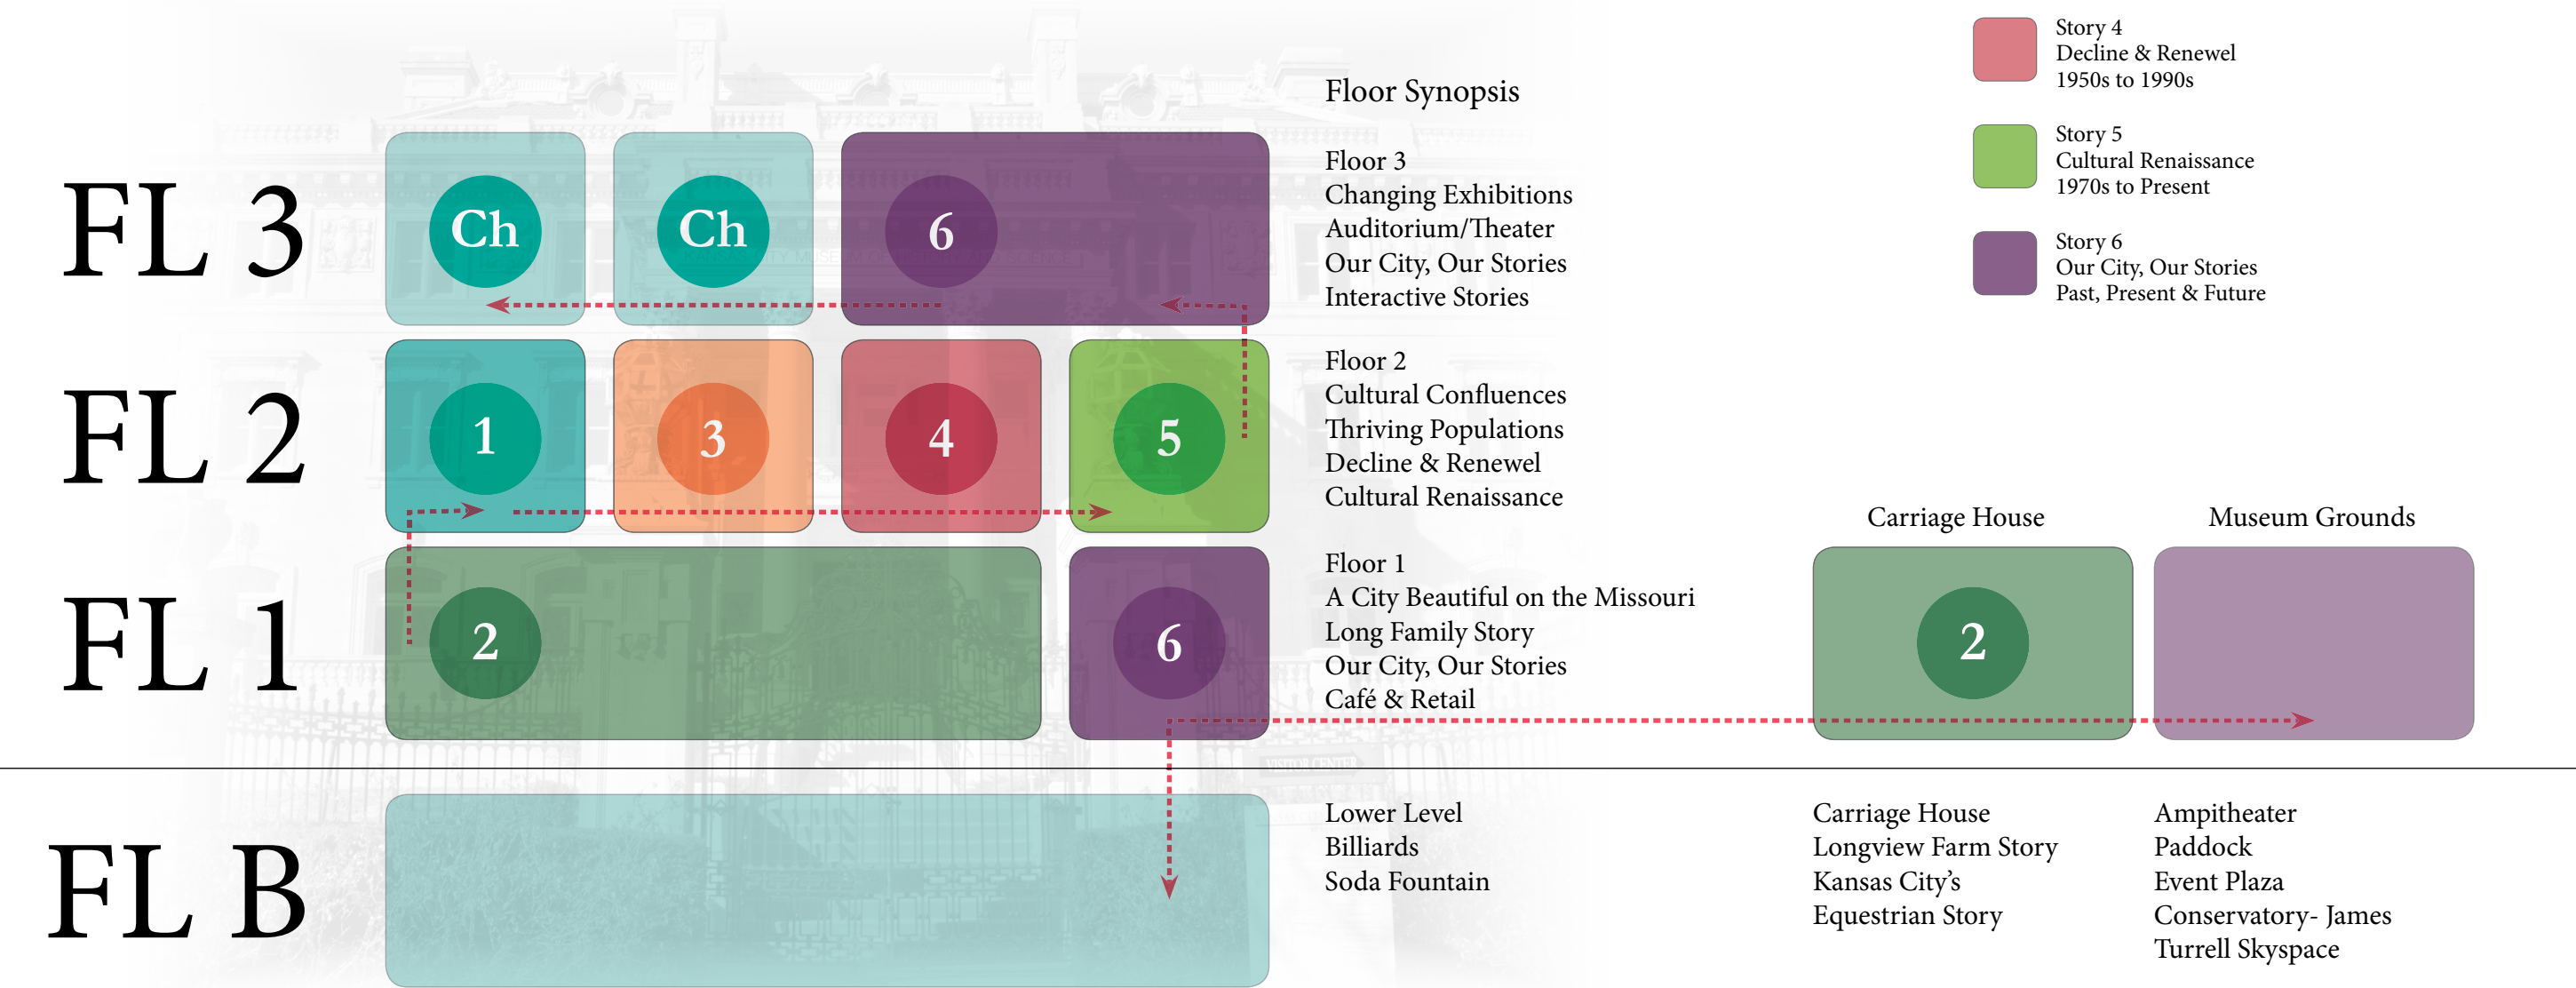 Story 4
Decline & Renewel
1950s to 1990s
Story 5
Cultural Renaissance
1970s to Present
Story 6
Our City, Our Stories
Past, Present & Future
Floor Synopsis
FL 3
Ch
Ch
6
Floor 3
Changing Exhibitions
Auditorium/Theater
Our City, Our Stories
Interactive Stories
FL 2
1
3
4
5
Floor 2
Cultural Confluences
Thriving Populations
Decline & Renewel
Cultural Renaissance
FL 1
2
6
Floor 1
A City Beautiful on the Missouri
Long Family Story
Our City, Our Stories
Café & Retail
Carriage House
2
Museum Grounds
VISITOR CENTER
FL B
Lower Level
Billiards
Soda Fountain
Carriage House
Longview Farm Story
Kansas City’s
Equestrian Story
Ampitheater
Paddock
Event Plaza
Conservatory- James
Turrell Skyspace